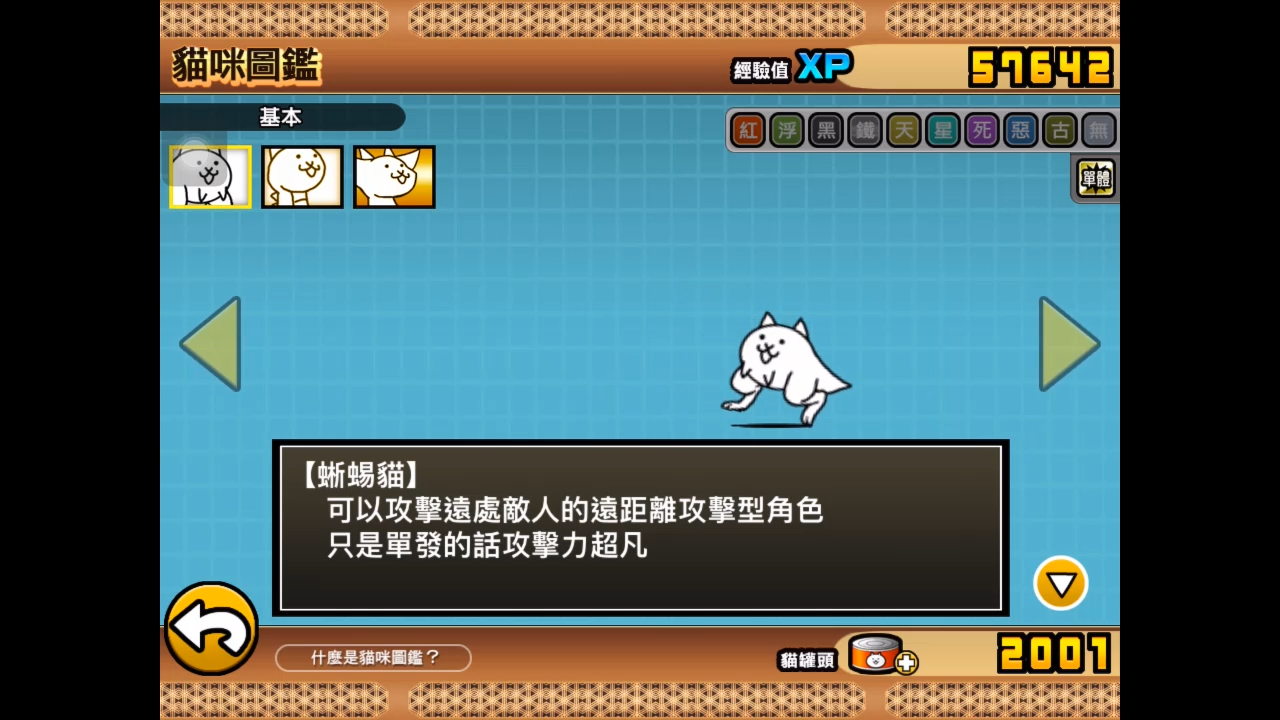 貓咪圖鑑
經驗值 XP 57642
基本
紅 浮 黑 鐵 天 星 死 惡 古 無
單體
【蜥蜴貓】
可以攻擊遠處敵人的遠距離攻擊型角色
只是單發的話攻擊力超凡
什麼是貓咪圖鑑？
貓罐頭 2001